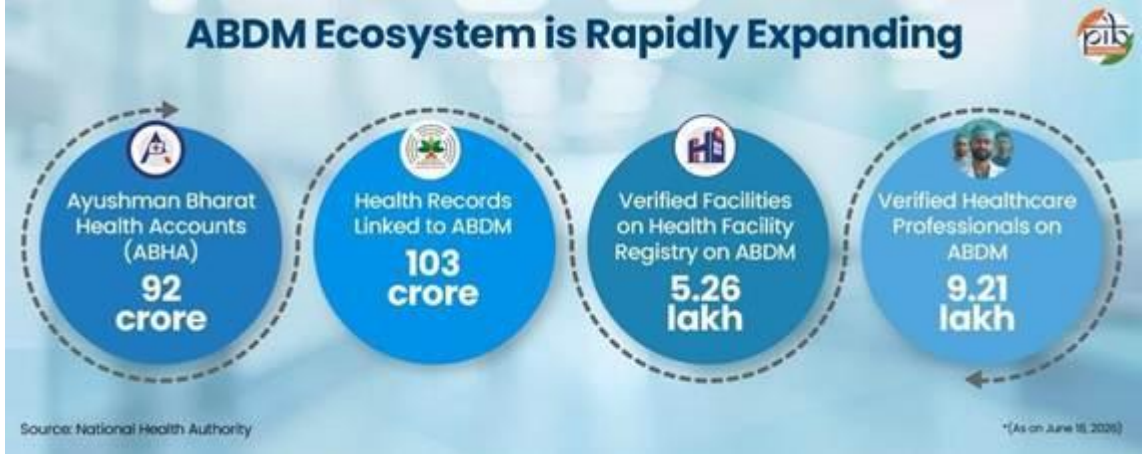 ABDM Ecosystem is Rapidly Expanding
pib
Ayushman Bharat
Health Accounts
(ABHA)
92
crore
Health Records
Linked to ABDM
103
crore
Verified Facilities
on Health Facility
Registry on ABDM
5.26
lakh
Verified Healthcare
Professionals on
ABDM
9.21
lakh
Source: National Health Authority
*(As on June 2026)